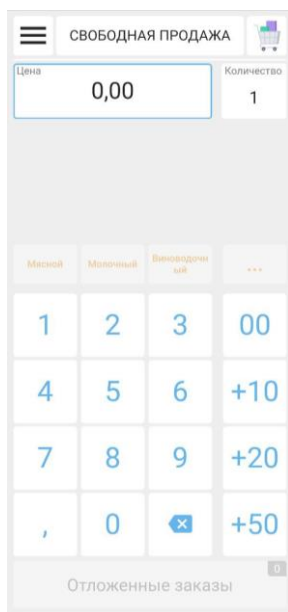 СВОБОДНАЯ ПРОДАЖА
Цена
0,00
Количество
1
Мясной
Молочный
Виноводочн
ый
...
1 2 3 00
4 5 6 +10
7 8 9 +20
, 0 +50
0
Отложенные заказы